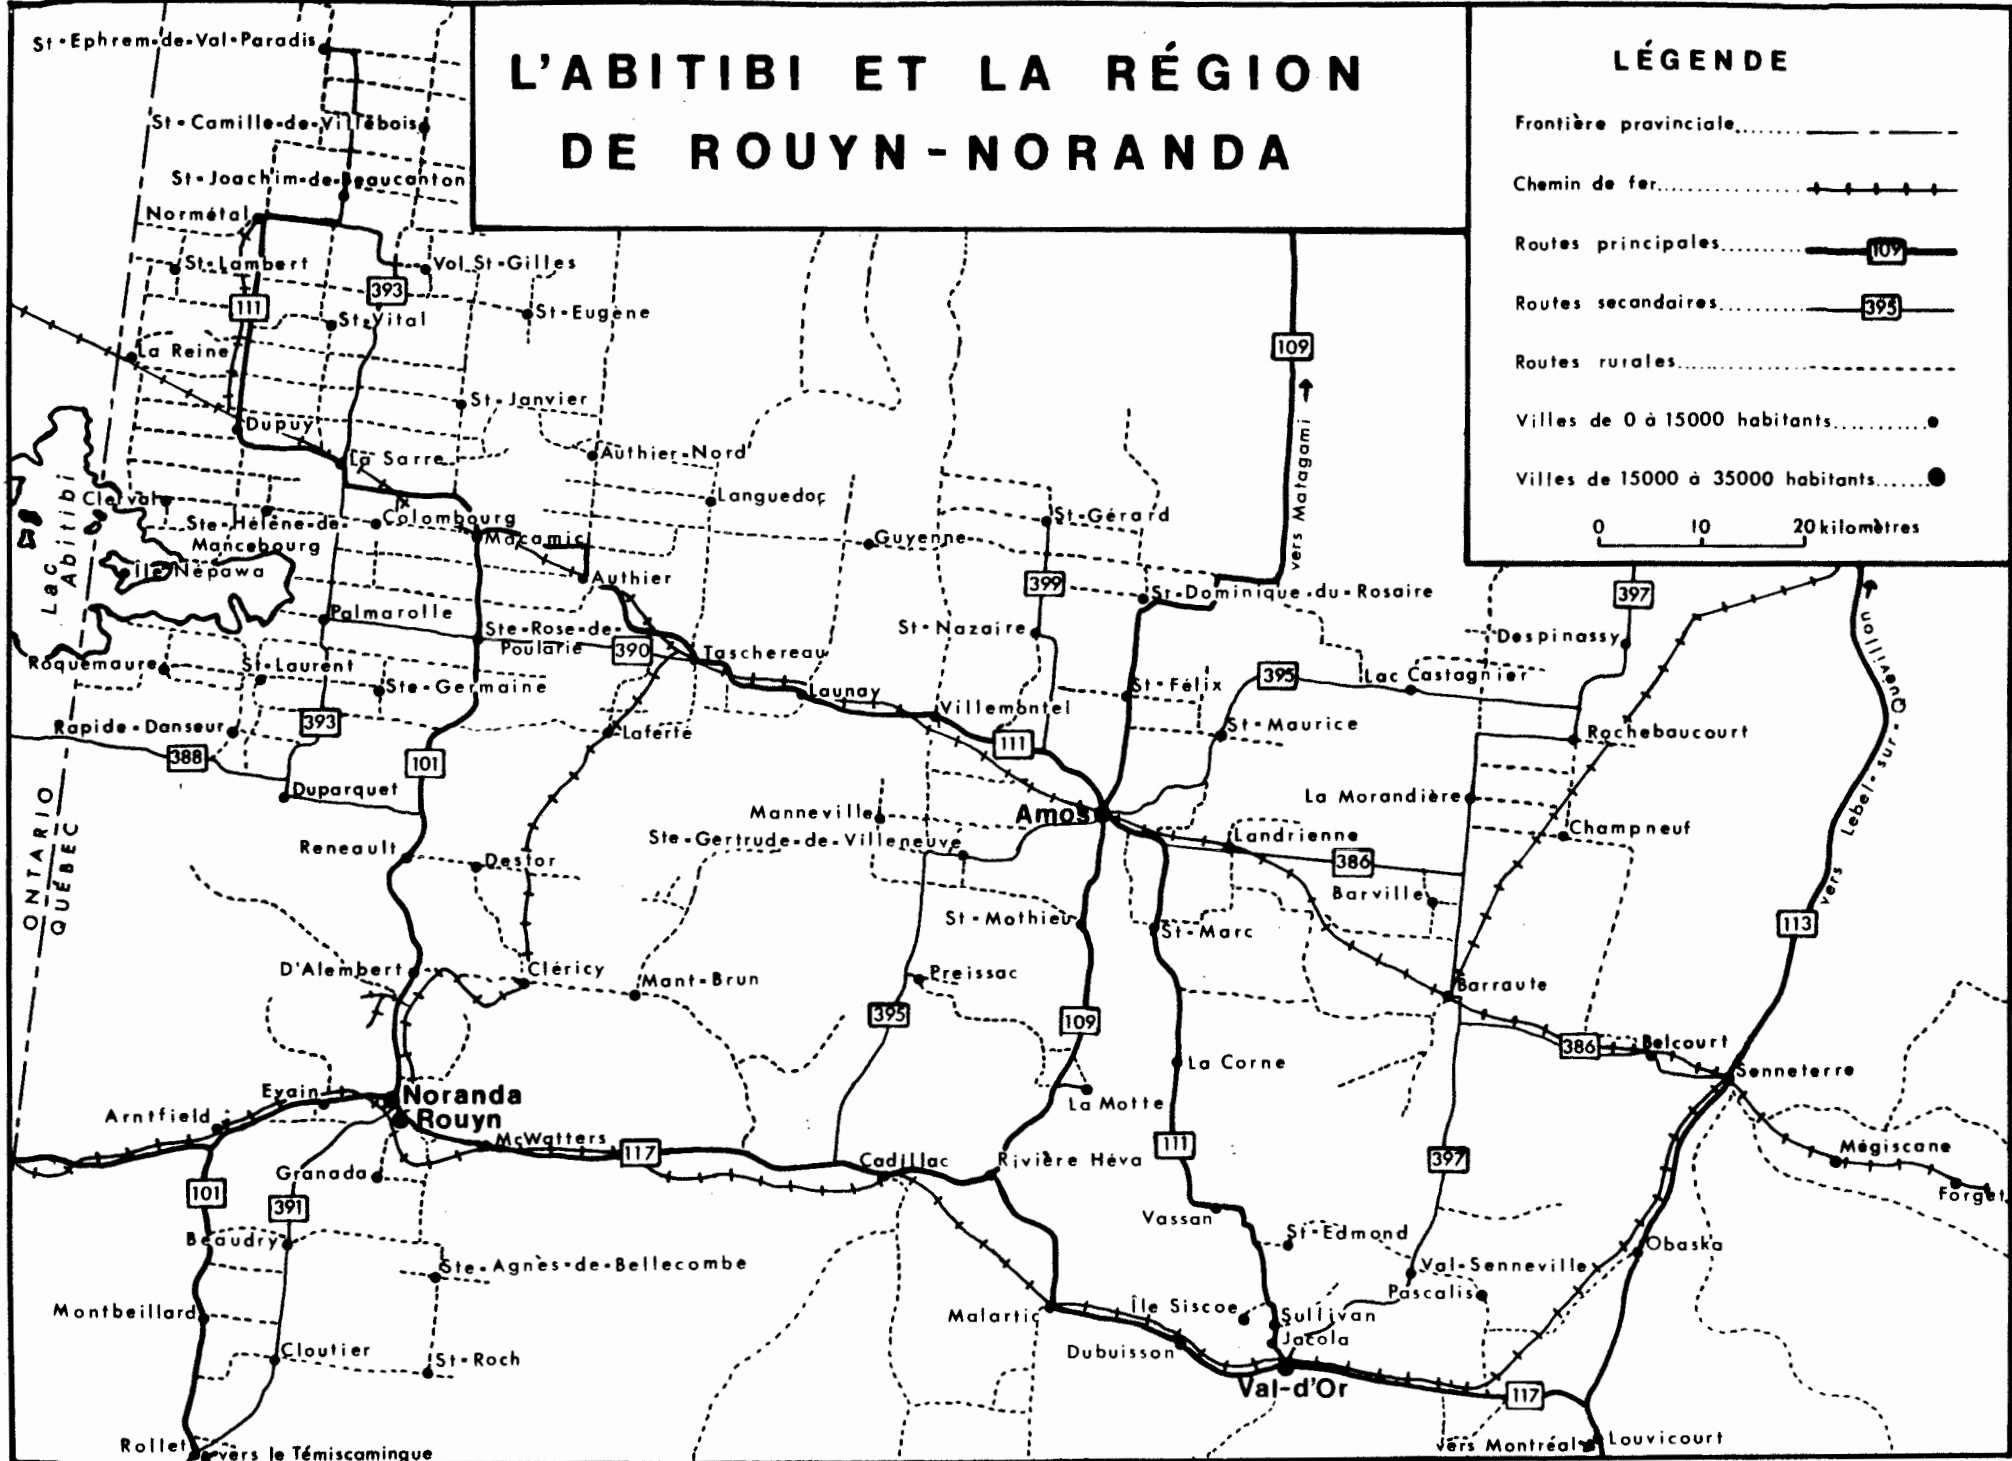 L'ABITIBI ET LA RÉGION
DE ROUYN-NORANDA
LÉGENDE
Frontière provinciale
Chemin de fer
Routes principales 109
Routes secandaires 395
Routes rurales
Villes de 0 à 15000 habitants
Villes de 15000 à 35000 habitants
0 10 20 kilomètres
St-Ephrem-de-Val-Paradis
St-Camille-de-Villebois
St-Joachim-de-Beaucanton
Normétal
St-Lambert
Val St-Gilles
393
111
St-Vital
St-Eugène
La Reine
109
vers Matagami
St-Janvier
Dupuy
La Sarre
Authier-Nord
Clerval
Languedoc
Colombourg
Ste-Hélène-de-
Mancebourg
St-Gérard
Macamic
Guyenne
Lac Abitibi
Île Népawa
Authier
399
St-Dominique-du-Rosaire
397
Palmarolle
Ste-Rose-de-
Poularie
390
St-Nazaire
Despinassy
Taschereau
Roquemaure
St-Laurent
Ste-Germaine
Launay
St-Félix
395
Lac Castagnier
Villemontel
Rapide-Danseur
393
Laferté
111
St-Maurice
Rochebaucourt
vers Lebel-sur-Quévillon
388
101
Duparquet
Manneville
Amos
La Morandière
Ste-Gertrude-de-Villeneuve
Landrienne
Champneuf
Reneault
Destor
386
Barville
ONTARIO
QUÉBEC
St-Mathieu
St-Marc
113
D'Alembert
Cléricy
Mant-Brun
Preissac
Barraute
395
109
386
Belcourt
La Corne
Senneterre
Evain
Noranda
Rouyn
Arntfield
La Motte
McWatters
117
Cadillac
Rivière Héva
111
397
Mégiscane
Granada
101
391
Forget
Vassan
St-Edmond
Beaudry
Obaska
Ste-Agnès-de-Bellecombe
Val-Senneville
Pascalis
Montbeillard
Malartic
Île Siscoe
Sullivan
Jacola
Cloutier
St-Roch
Dubuisson
Val-d'Or
117
Rollet
vers le Témiscamingue
vers Montréal
Louvicourt